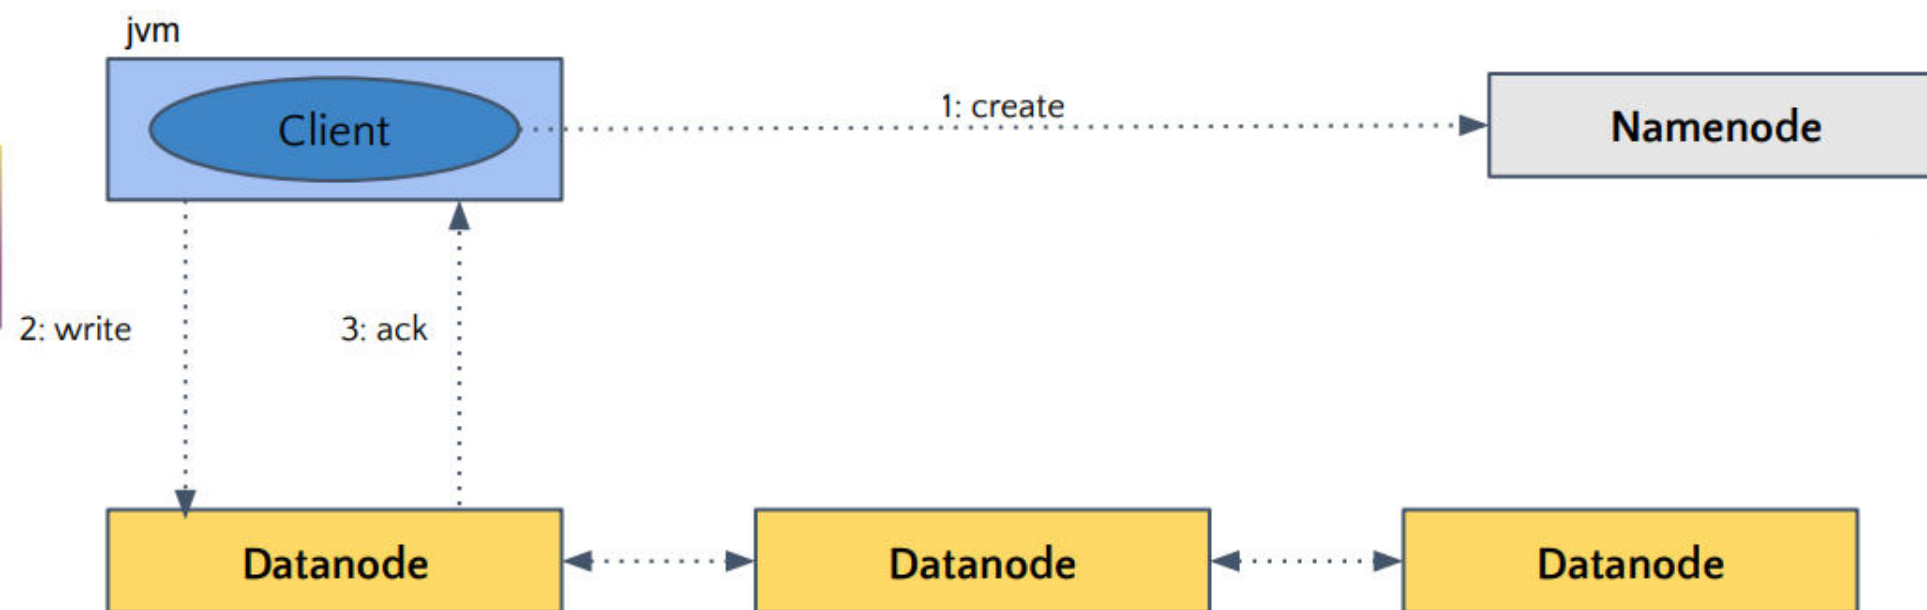 jvm
Client
1: create
Namenode
2: write
3: ack
Datanode
Datanode
Datanode